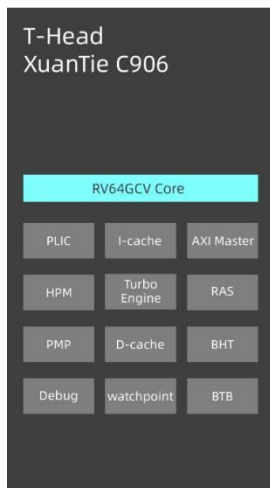 T-Head
XuanTie C906
RV64GCV Core
PLIC
I-cache
AXI Master
HPM
Turbo
Engine
RAS
PMP
D-cache
BHT
Debug
watchpoint
BTB